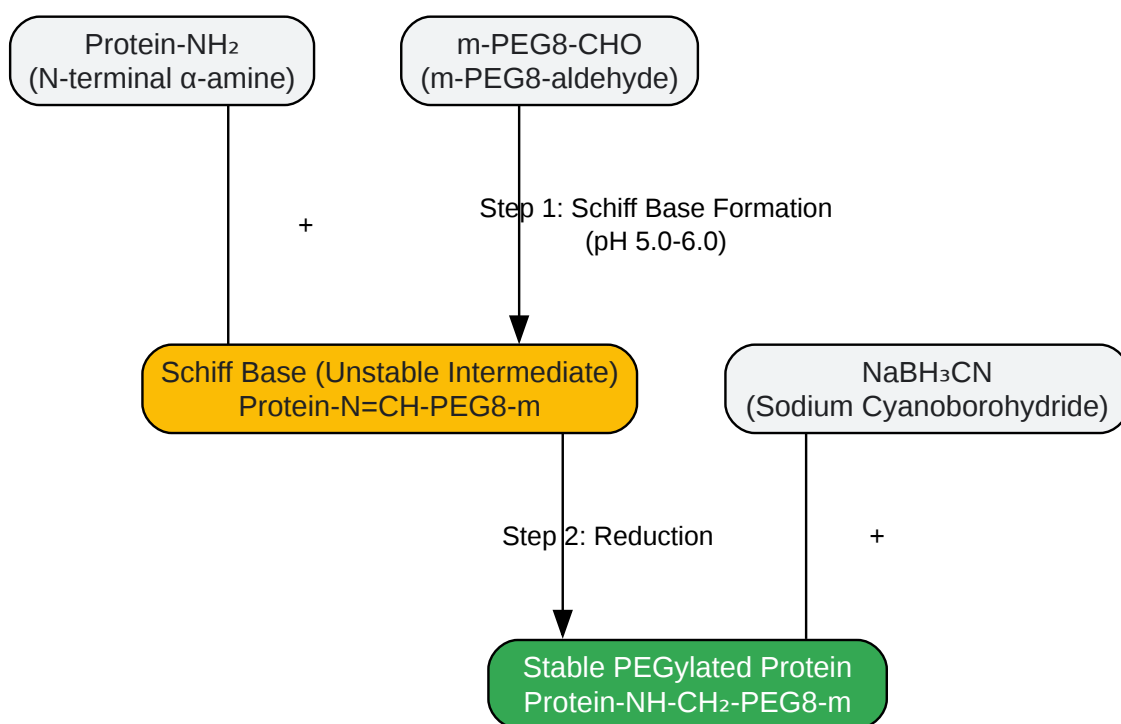 Protein-NH₂
(N-terminal α-amine)
m-PEG8-CHO
(m-PEG8-aldehyde)
+
Step 1: Schiff Base Formation
(pH 5.0-6.0)
Schiff Base (Unstable Intermediate)
Protein-N=CH-PEG8-m
NaBH₃CN
(Sodium Cyanoborohydride)
Step 2: Reduction
+
Stable PEGylated Protein
Protein-NH-CH₂-PEG8-m